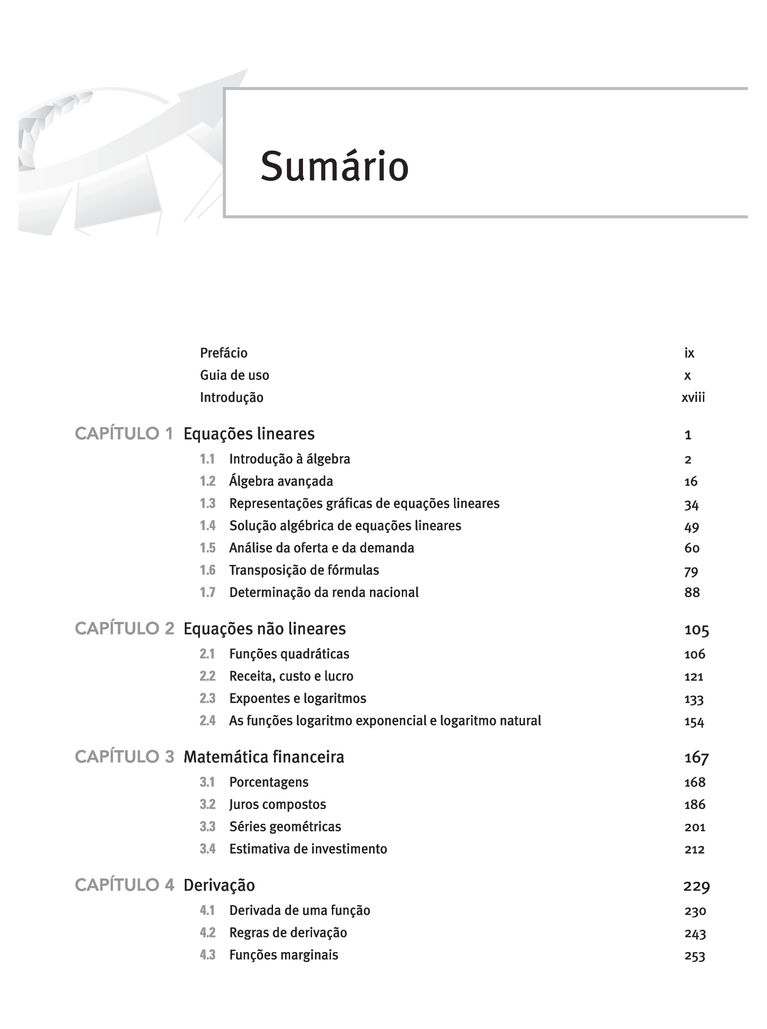 Sumário
Prefácio ix
Guia de uso x
Introdução xviii
CAPÍTULO 1 Equações lineares 1
1.1 Introdução à álgebra 2
1.2 Álgebra avançada 16
1.3 Representações gráficas de equações lineares 34
1.4 Solução algébrica de equações lineares 49
1.5 Análise da oferta e da demanda 60
1.6 Transposição de fórmulas 79
1.7 Determinação da renda nacional 88
CAPÍTULO 2 Equações não lineares 105
2.1 Funções quadráticas 106
2.2 Receita, custo e lucro 121
2.3 Expoentes e logaritmos 133
2.4 As funções logaritmo exponencial e logaritmo natural 154
CAPÍTULO 3 Matemática financeira 167
3.1 Porcentagens 168
3.2 Juros compostos 186
3.3 Séries geométricas 201
3.4 Estimativa de investimento 212
CAPÍTULO 4 Derivação 229
4.1 Derivada de uma função 230
4.2 Regras de derivação 243
4.3 Funções marginais 253